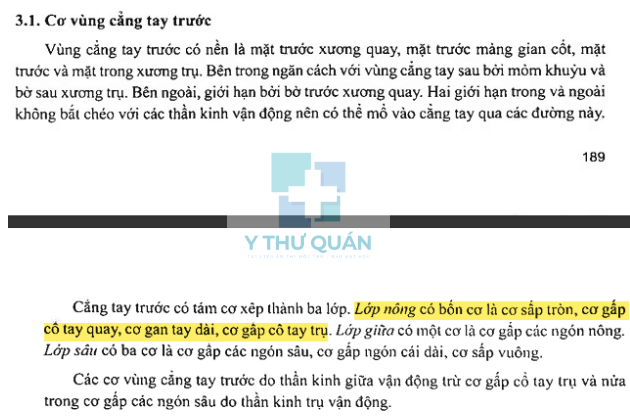 3.1. Cơ vùng cẳng tay trước
Vùng cẳng tay trước có nền là mặt trước xương quay, mặt trước màng gian cốt, mặt
trước và mặt trong xương trụ. Bên trong ngăn cách với vùng cẳng tay sau bởi mỏm khuỷu và
bờ sau xương trụ. Bên ngoài, giới hạn bởi bờ trước xương quay. Hai giới hạn trong và ngoài
không bắt chéo với các thần kinh vận động nên có thể mổ vào cẳng tay qua các đường này.
189
Y THƯ QUÁN
Cẳng tay trước có tám cơ xếp thành ba lớp. Lớp nông có bốn cơ là cơ sấp tròn, cơ gấp
cổ tay quay, cơ gan tay dài, cơ gấp cổ tay trụ. Lớp giữa có một cơ là cơ gấp các ngón nông.
Lớp sâu có ba cơ là cơ gấp các ngón sâu, cơ gấp ngón cái dài, cơ sấp vuông.
Các cơ vùng cẳng tay trước do thần kinh giữa vận động trừ cơ gấp cổ tay trụ và nửa
trong cơ gấp các ngón sâu do thần kinh trụ vận động.